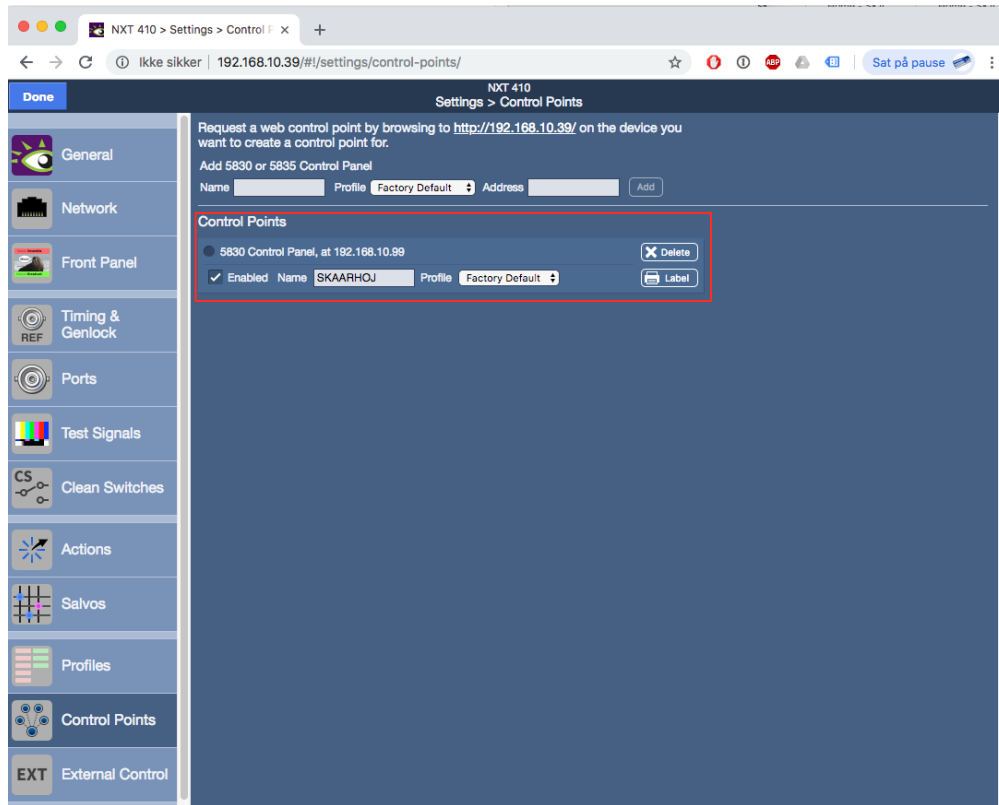 NXT 410 > Settings > Control P
Ikke sikker | 192.168.10.39/#!/settings/control-points/
ABP
Sat på pause
Done
NXT 410
Settings > Control Points
General
Network
Front Panel
REF
Timing &
Genlock
Ports
Test Signals
CS
Clean Switches
Actions
Salvos
Profiles
Control Points
EXT
External Control
Request a web control point by browsing to http://192.168.10.39/ on the device you
want to create a control point for.
Add 5830 or 5835 Control Panel
Name Profile Factory Default Address Add
Control Points
5830 Control Panel, at 192.168.10.99 Delete
Enabled Name SKAARHOJ Profile Factory Default Label